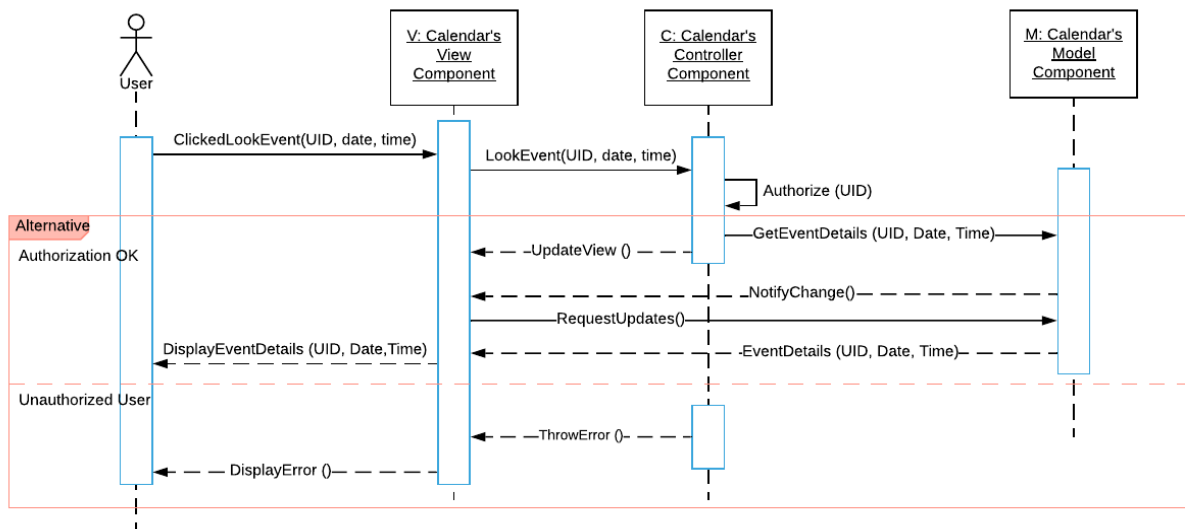 User
V: Calendar's
View
Component
C: Calendar's
Controller
Component
M: Calendar's
Model
Component
ClickedLookEvent(UID, date, time)
LookEvent(UID, date, time)
Authorize (UID)
Alternative
Authorization OK
GetEventDetails (UID, Date, Time)
UpdateView ()
NotifyChange()
RequestUpdates()
DisplayEventDetails (UID, Date,Time)
EventDetails (UID, Date, Time)
Unauthorized User
ThrowError ()
DisplayError ()